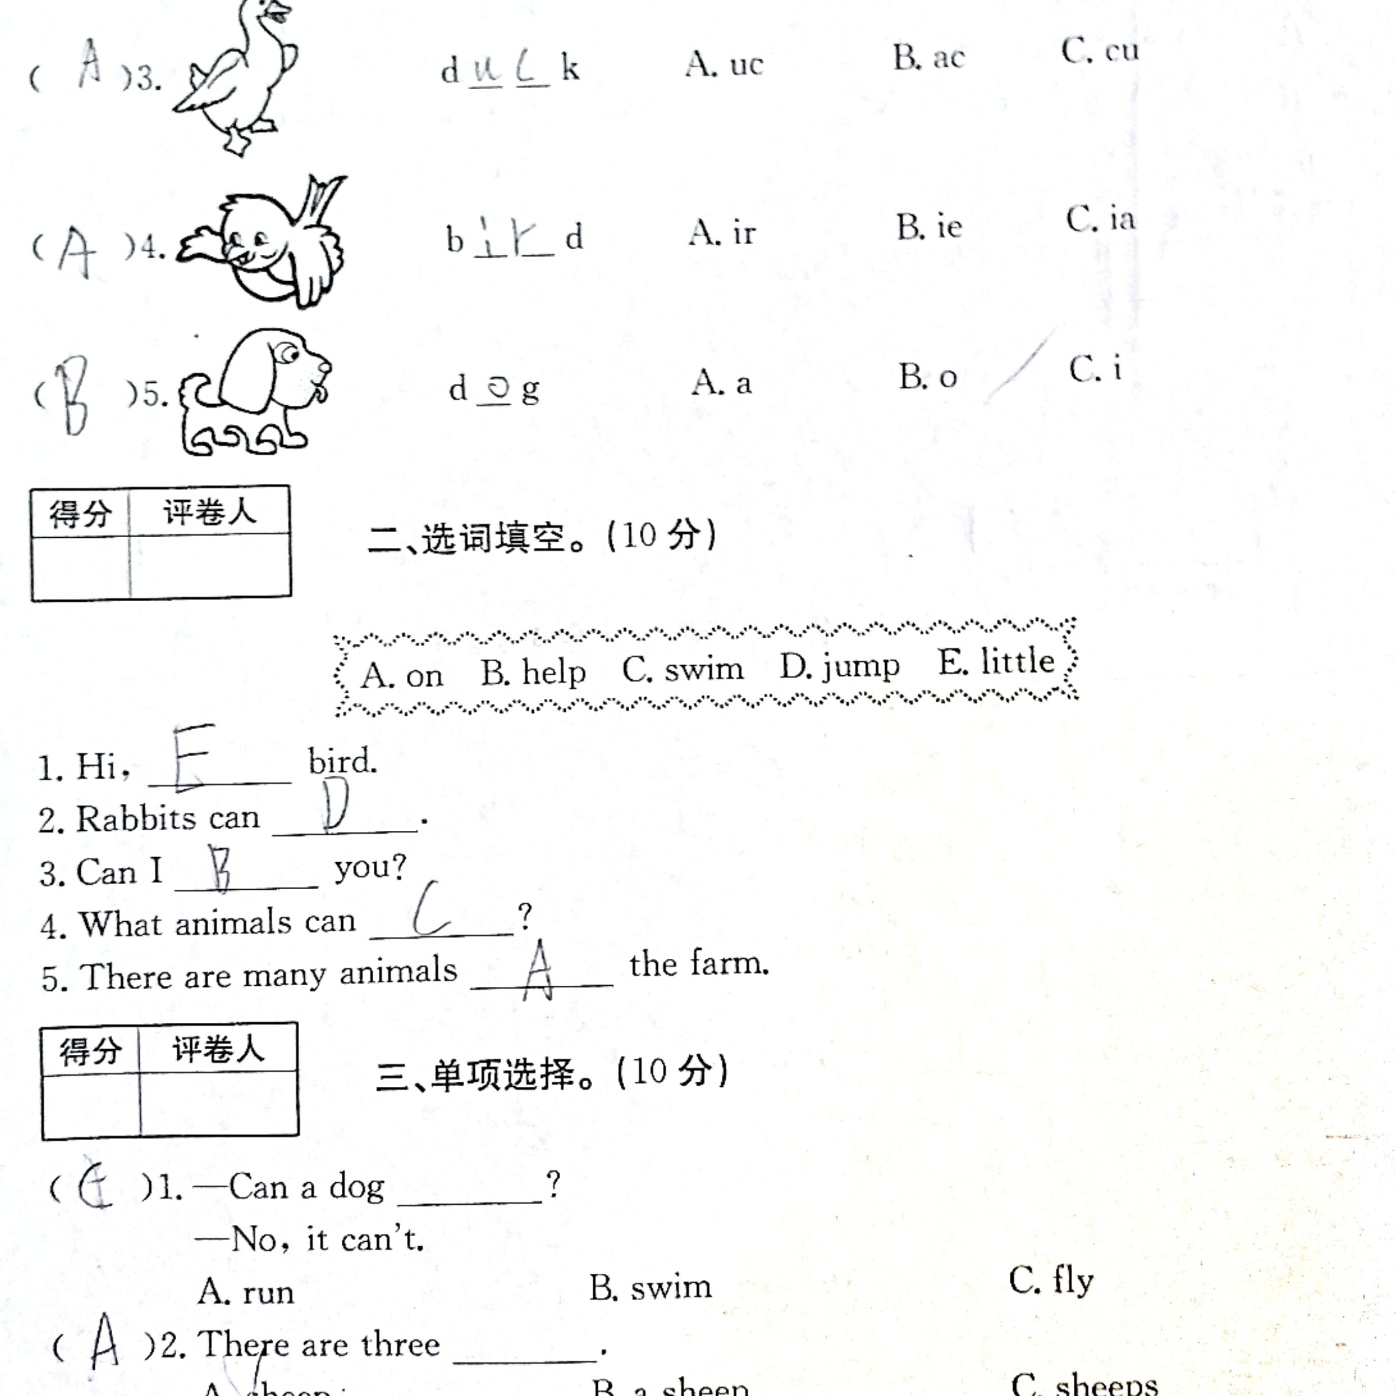 ( A )3. d u c k A. uc B. ac C. cu
( A )4. b i r d A. ir B. ie C. ia
( B )5. d o g A. a B. o C. i
得分 评卷人
二、选词填空。(10 分)
A. on B. help C. swim D. jump E. little
1. Hi, E bird.
2. Rabbits can D .
3. Can I B you?
4. What animals can C ?
5. There are many animals A the farm.
得分 评卷人
三、单项选择。(10 分)
( C )1. —Can a dog ________?
—No, it can't.
A. run B. swim C. fly
( A )2. There are three ________.
A. sheep B. a sheep C. sheeps